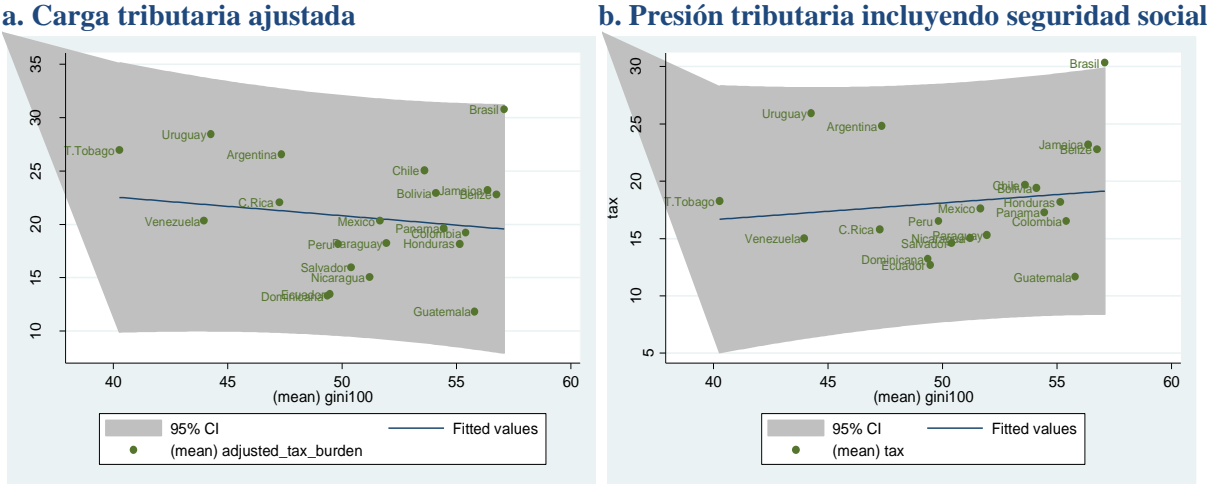 a. Carga tributaria ajustada
35
30
25
20
15
10
T.Tobago
Uruguay
Argentina
Brasil
Chile
Bolivia
Jamaica
Belize
C.Rica
Venezuela
Mexico
Panama
Colombia
Peru
Paraguay
Honduras
Salvador
Nicaragua
Dominicana
Ecuador
Guatemala
40 45 50 55 60
(mean) gini100
95% CI
Fitted values
(mean) adjusted_tax_burden
b. Presión tributaria incluyendo seguridad social
tax
30
25
20
15
10
5
Brasil
Uruguay
Argentina
Jamaica
Belize
Chile
Bolivia
T.Tobago
Honduras
Mexico
Panama
Peru
Colombia
C.Rica
Paraguay
Venezuela
Nicaragua
Salvador
Dominicana
Ecuador
Guatemala
40 45 50 55 60
(mean) gini100
95% CI
Fitted values
(mean) tax